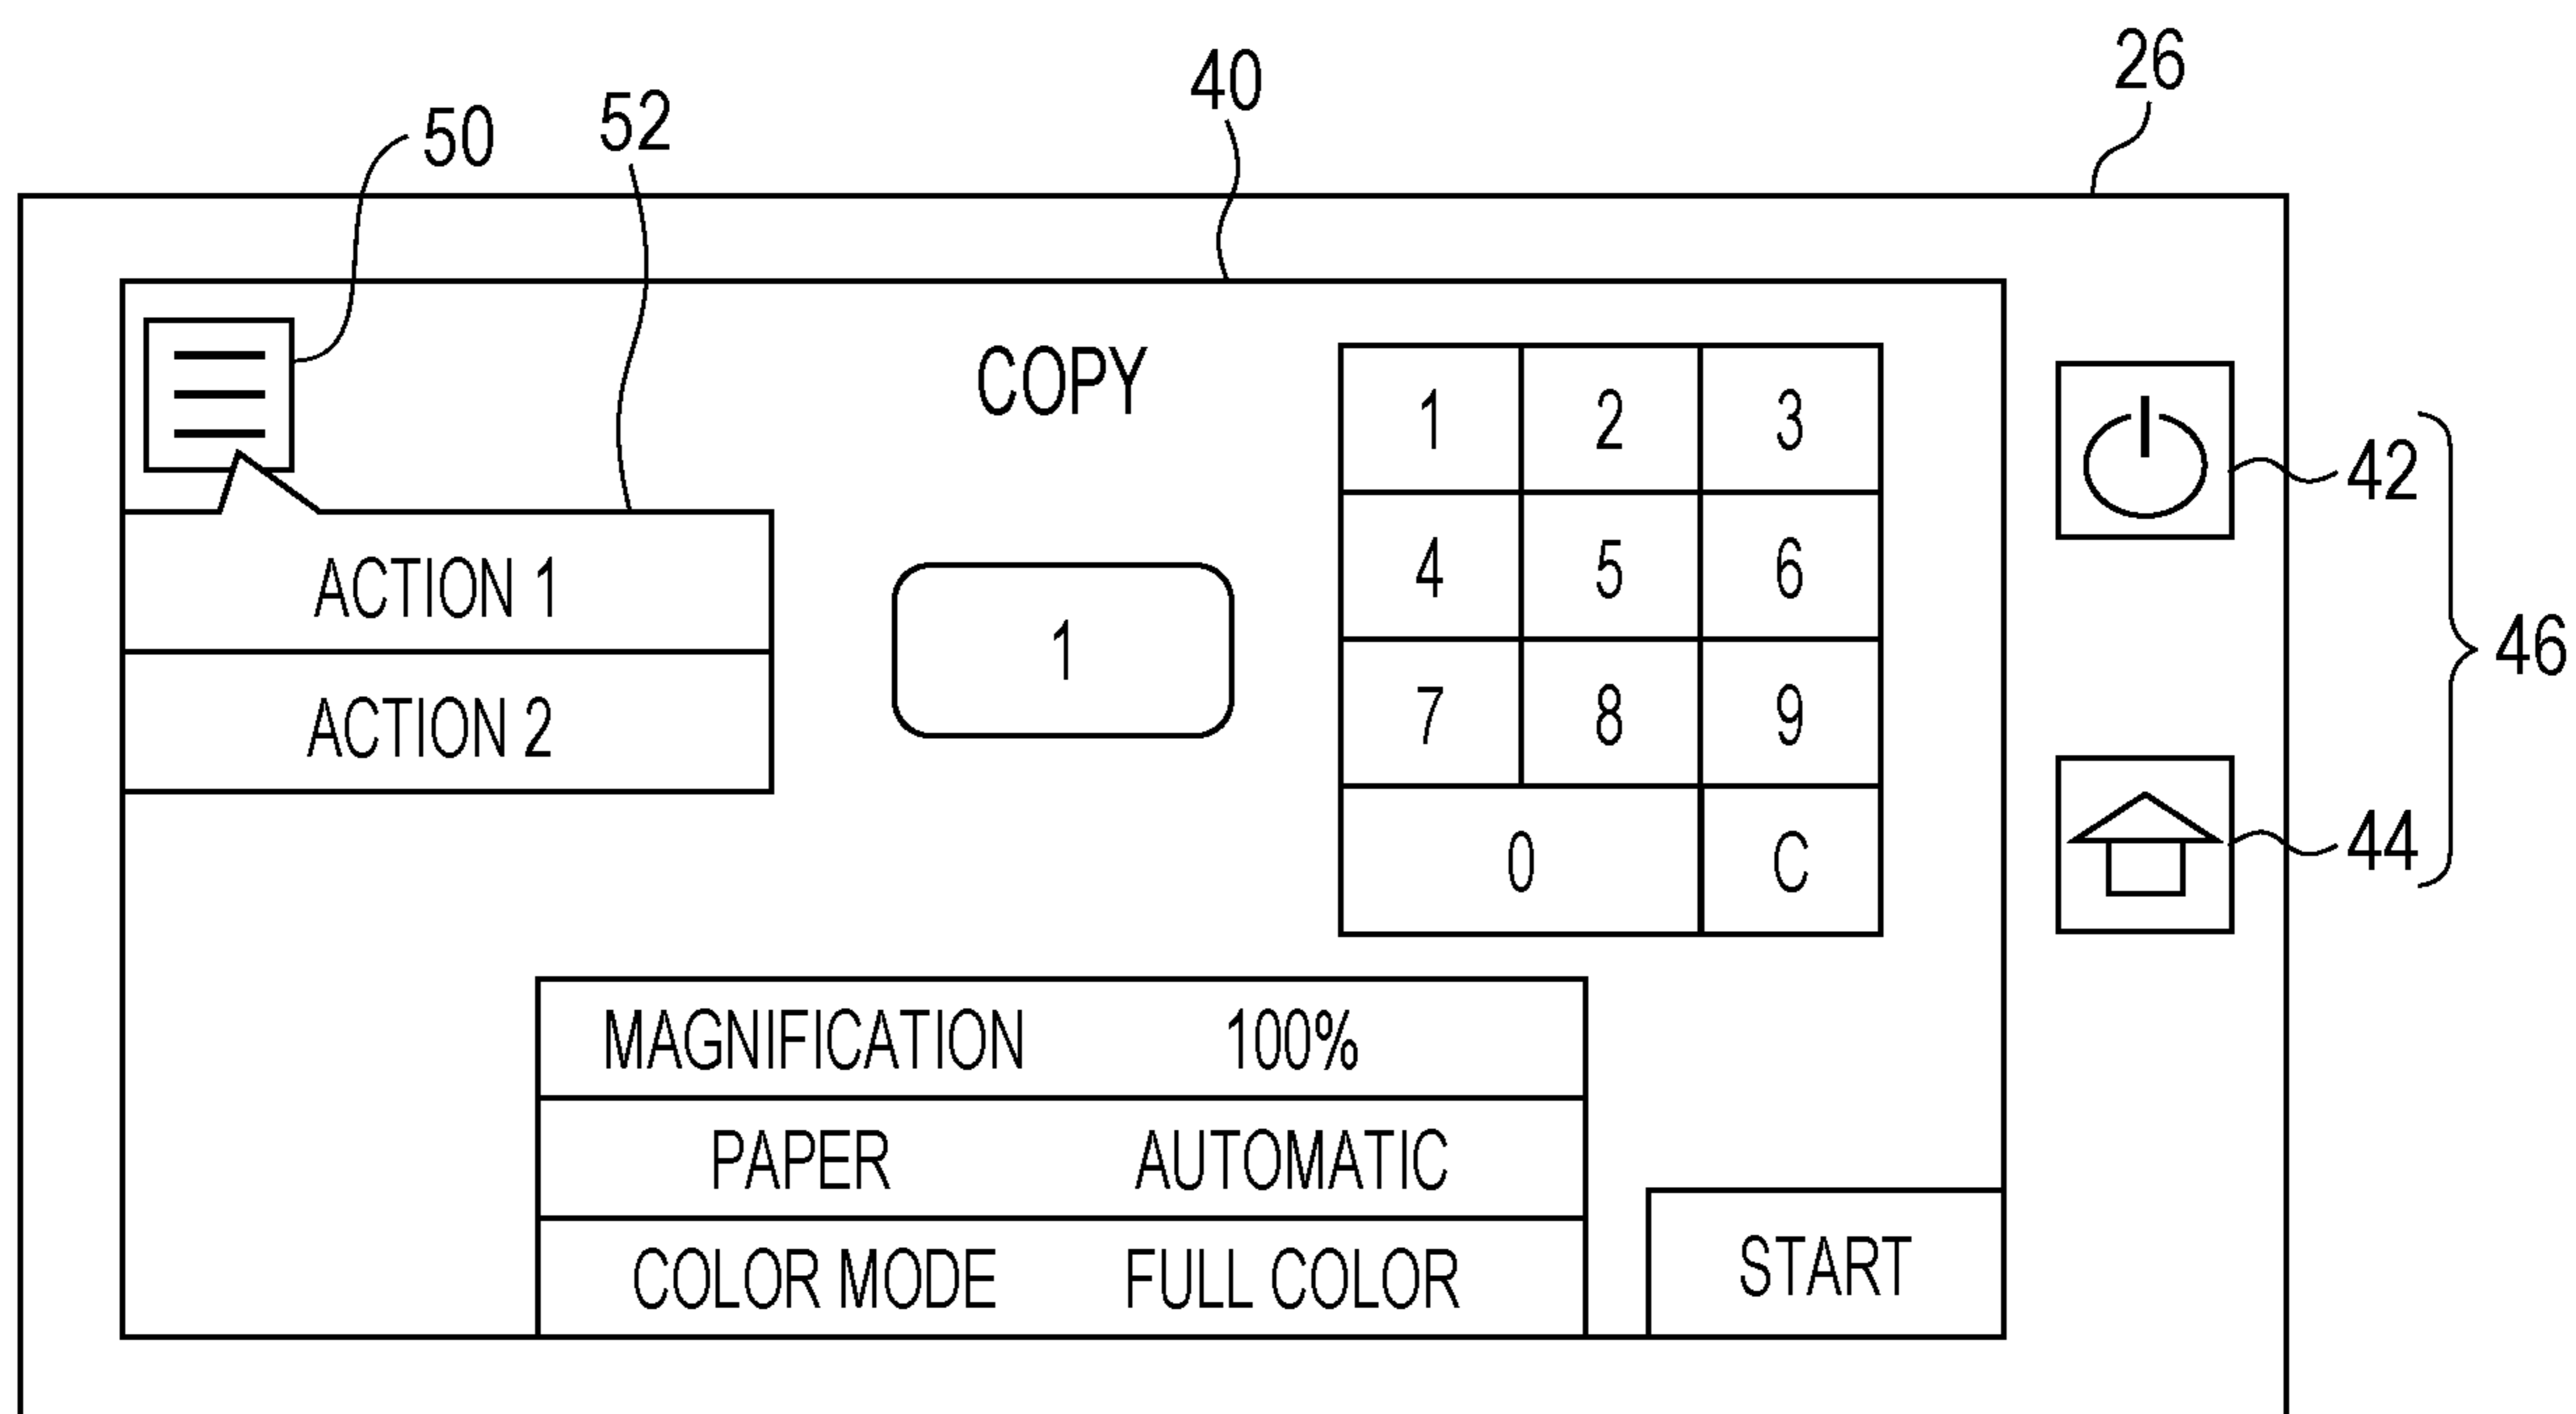 26
40
52
50
COPY
1 2 3
42
4 5 6
ACTION 1
1
46
7 8 9
ACTION 2
0 C
44
MAGNIFICATION 100%
PAPER AUTOMATIC
START
COLOR MODE FULL COLOR